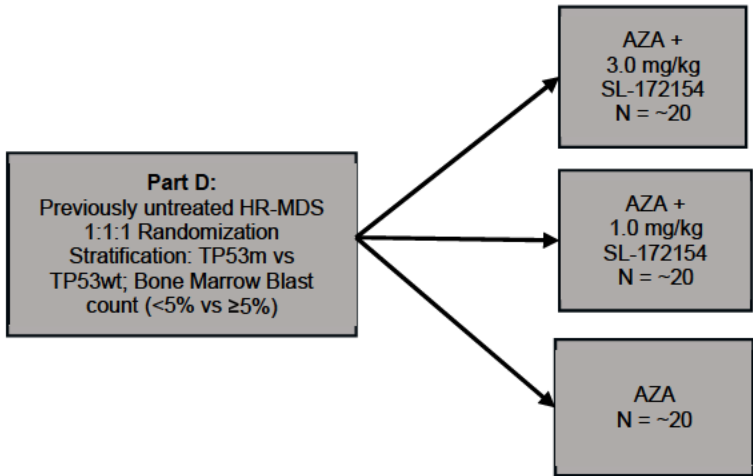 Part D:
Previously untreated HR-MDS
1:1:1 Randomization
Stratification: TP53m vs
TP53wt; Bone Marrow Blast
count (<5% vs ≥5%)
AZA +
3.0 mg/kg
SL-172154
N = ~20
AZA +
1.0 mg/kg
SL-172154
N = ~20
AZA
N = ~20